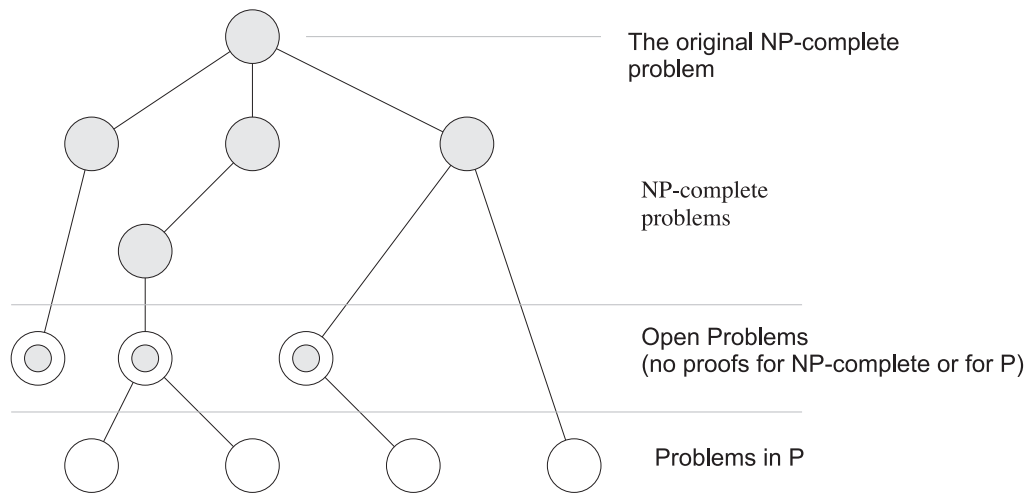 The original NP-complete
problem
NP-complete
problems
Open Problems
(no proofs for NP-complete or for P)
Problems in P